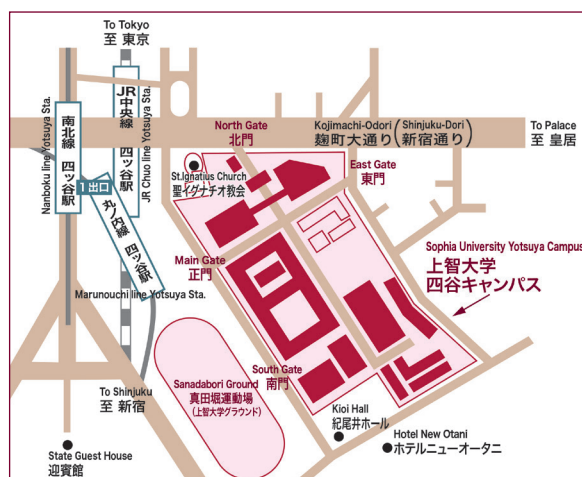 To Tokyo
至 東京
Nanboku ling Yotsuya Sta.
南北線 四ッ谷駅
JR中央線 四ッ谷駅
JR Chuo line Yotsuya Sta.
1出口
丸ノ内線 四ッ谷駅
Marunouchi line Yotsuya Sta.
North Gate
北門
Kojimachi-Odori (Shinjuku-Dori)
麹町大通り(新宿通り)
To Palace
至 皇居
St.Ignatius Church
聖イグナチオ教会
East Gate
東門
Main Gate
正門
Sophia University Yotsuya Campus
上智大学
四谷キャンパス
South Gate
南門
To Shinjuku
至 新宿
Sanadabori Ground
真田堀運動場
(上智大学グラウンド)
Kioi Hall
紀尾井ホール
State Guest House
迎賓館
Hotel New Otani
ホテルニューオータニ